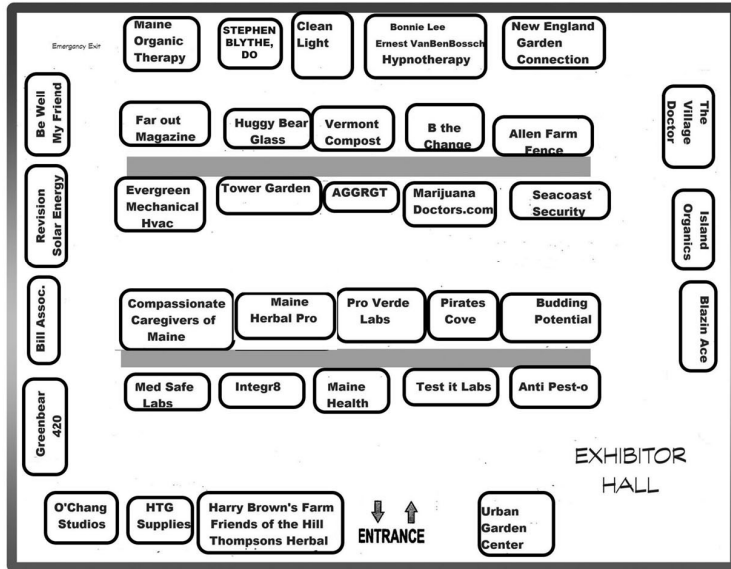 Maine
Organic
Therapy
STEPHEN
BLYTHE,
DO
Clean
Light
Bonnie Lee
Ernest VanBenBossch
Hypnotherapy
New England
Garden
Connection
Emergancy Exit
Be Well
My Friend
Far out
Magazine
Huggy Bear
Glass
Vermont
Compost
B the
Change
Allen Farm
Fence
The
Village
Doctor
Revision
Solar Energy
Evergreen
Mechanical
Hvac
Tower Garden
AGGRGT
Marijuana
Doctors.com
Seacoast
Security
Island
Organics
Bill Assoc.
Compassionate
Caregivers of
Maine
Maine
Herbal Pro
Pro Verde
Labs
Pirates
Cove
Budding
Potential
Blazin Ace
Greenbear
420
Med Safe
Labs
Integr8
Maine
Health
Test it Labs
Anti Pest-o
EXHIBITOR
HALL
O'Chang
Studios
HTG
Supplies
Harry Brown's Farm
Friends of the Hill
Thompsons Herbal
ENTRANCE
Urban
Garden
Center